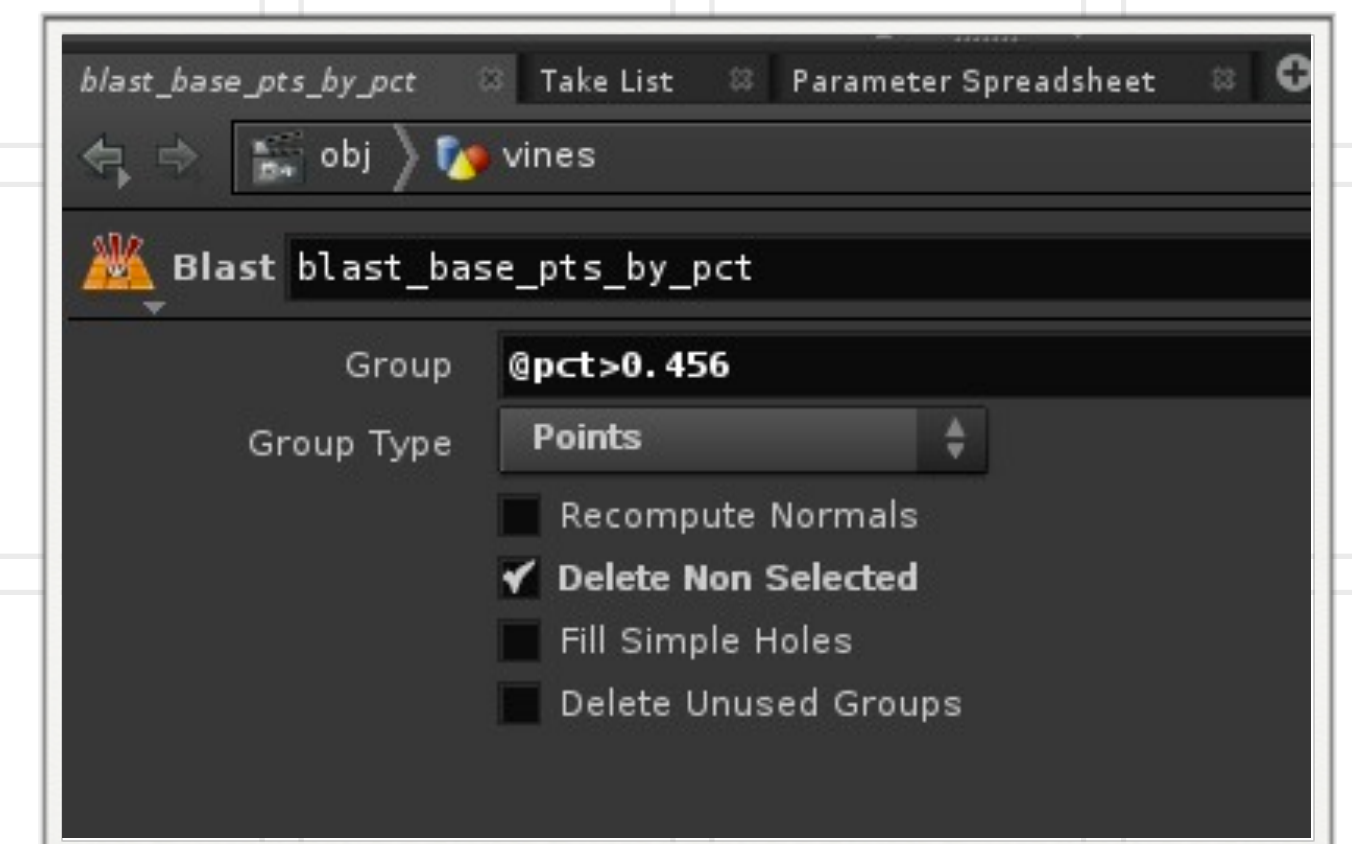 blast_base_pts_by_pct Take List Parameter Spreadsheet
obj vines
Blast blast_base_pts_by_pct
Group @pct>0.456
Group Type Points
Recompute Normals
Delete Non Selected
Fill Simple Holes
Delete Unused Groups